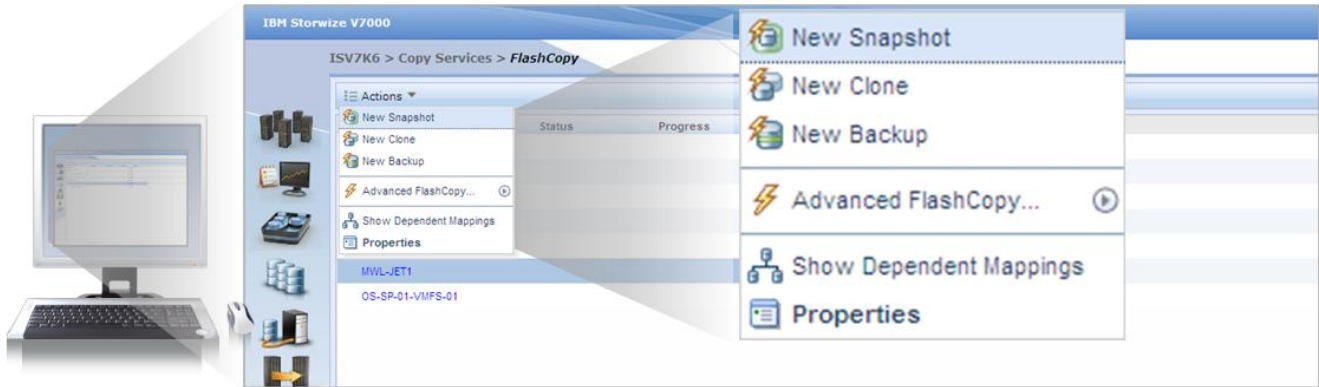 IBM Storwize V7000
ISV7K6 > Copy Services > FlashCopy
Actions
New Snapshot
New Clone
New Backup
Advanced FlashCopy...
Show Dependent Mappings
Properties
Status Progress
MWL-JET1
OS-SP-01-VMFS-01
New Snapshot
New Clone
New Backup
Advanced FlashCopy...
Show Dependent Mappings
Properties